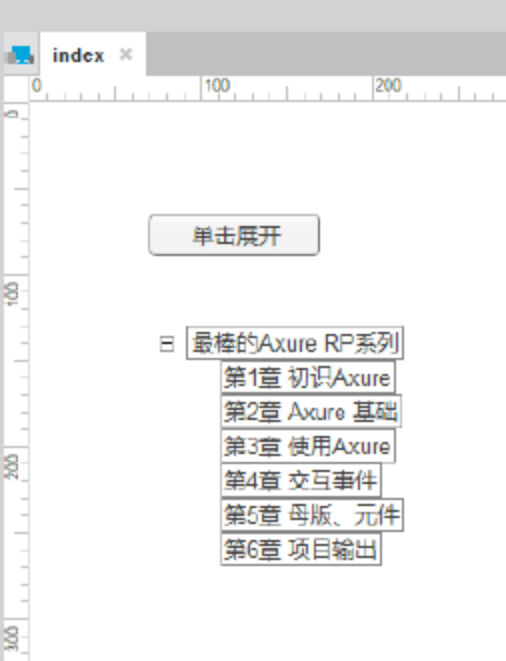 index
0 100 200
0
单击展开
100
最棒的Axure RP系列
第1章 初识Axure
第2章 Axure 基础
第3章 使用Axure
200
第4章 交互事件
第5章 母版、元件
第6章 项目输出
300